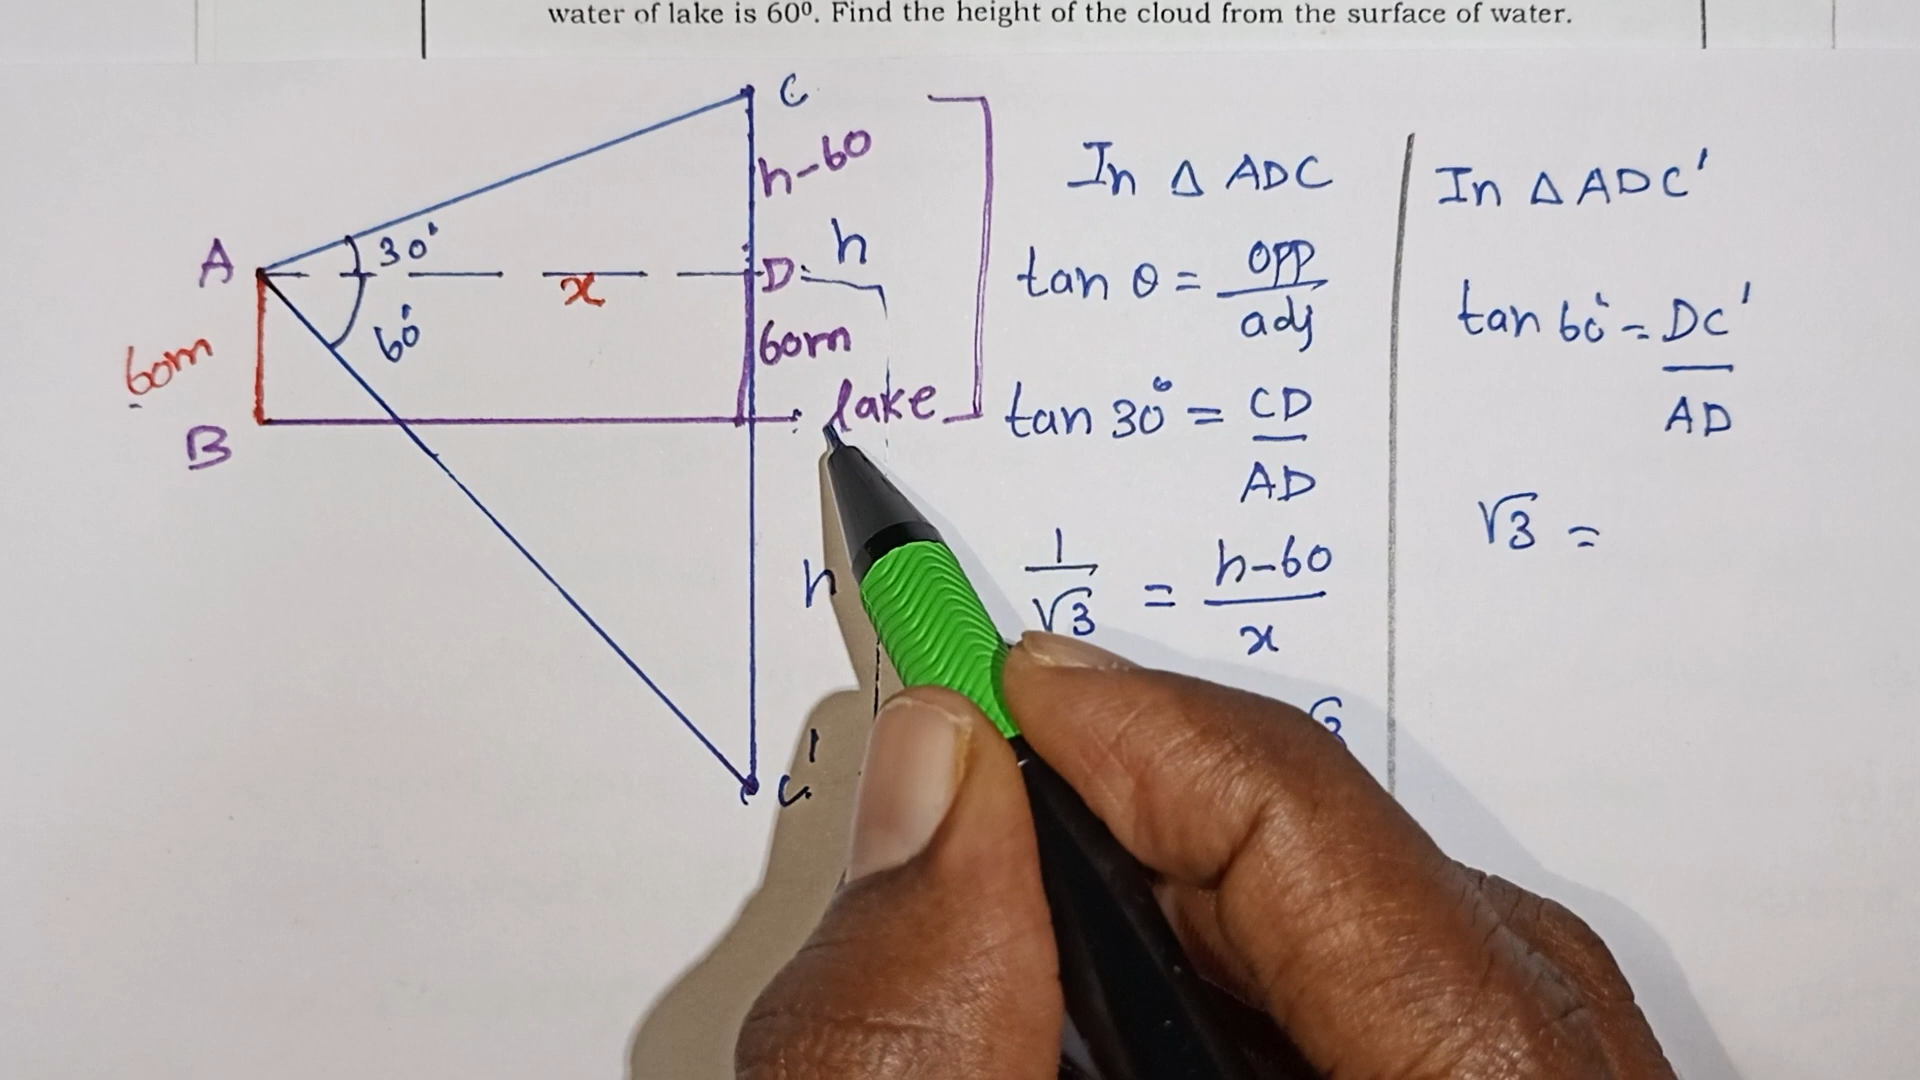 water of lake is 60⁰. Find the height of the cloud from the surface of water.
C
h-60
A
30°
D
h
x
60°
60m
60m
B
lake
h
C'
In Δ ADC
tan θ = opp
adj
tan 30° = CD
AD
1
√3
= h-60
x
In Δ ADC'
tan 60° = DC'
AD
√3 =